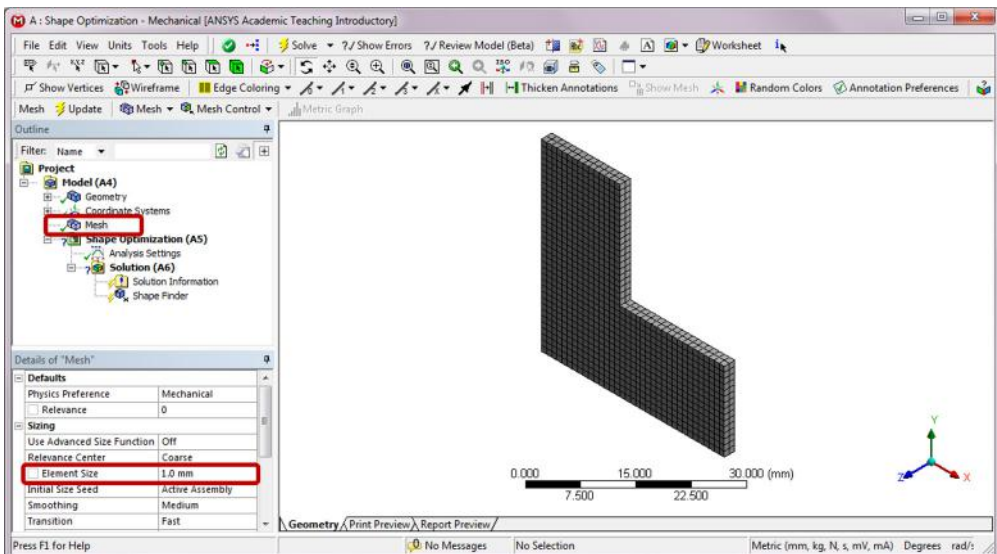 A : Shape Optimization - Mechanical [ANSYS Academic Teaching Introductory]
File Edit View Units Tools Help Solve ?/ Show Errors ?/ Review Model (Beta) A Worksheet
Show Vertices Wireframe Edge Coloring Thicken Annotations Show Mesh Random Colors Annotation Preferences
Mesh Update Mesh Mesh Control Metric Graph
Outline
Filter: Name
Project
Model (A4)
Geometry
Coordinate Systems
Mesh
Shape Optimization (A5)
Analysis Settings
Solution (A6)
Solution Information
Shape Finder
Details of "Mesh"
Defaults
Physics Preference Mechanical
Relevance 0
Sizing
Use Advanced Size Function Off
Relevance Center Coarse
Element Size 1.0 mm
Initial Size Seed Active Assembly
Smoothing Medium
Transition Fast
Y
Z X
0.000 15.000 30.000 (mm)
7.500 22.500
Geometry Print Preview Report Preview
Press F1 for Help 0 No Messages No Selection Metric (mm, kg, N, s, mV, mA) Degrees rad/s